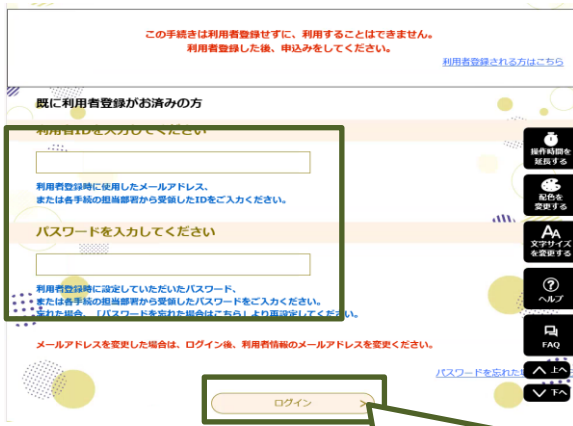 この手続きは利用者登録せずに、利用することはできません。
利用者登録した後、申込みをしてください。
利用者登録される方はこちら
既に利用者登録がお済みの方
利用者IDを入力してください
利用者登録時に使用したメールアドレス、
または各手続の担当部署から受領したIDをご入力ください。
パスワードを入力してください
利用者登録時に設定していただいたパスワード、
または各手続の担当部署から受領したパスワードをご入力ください。
忘れた場合、「パスワードを忘れた場合はこちら」より再設定してください。
メールアドレスを変更した場合は、ログイン後、利用者情報のメールアドレスを変更ください。
パスワードを忘れた
ログイン
操作時間を
延長する
配色を
変更する
AA
文字サイズ
を変更する
?
ヘルプ
FAQ
上へ
下へ